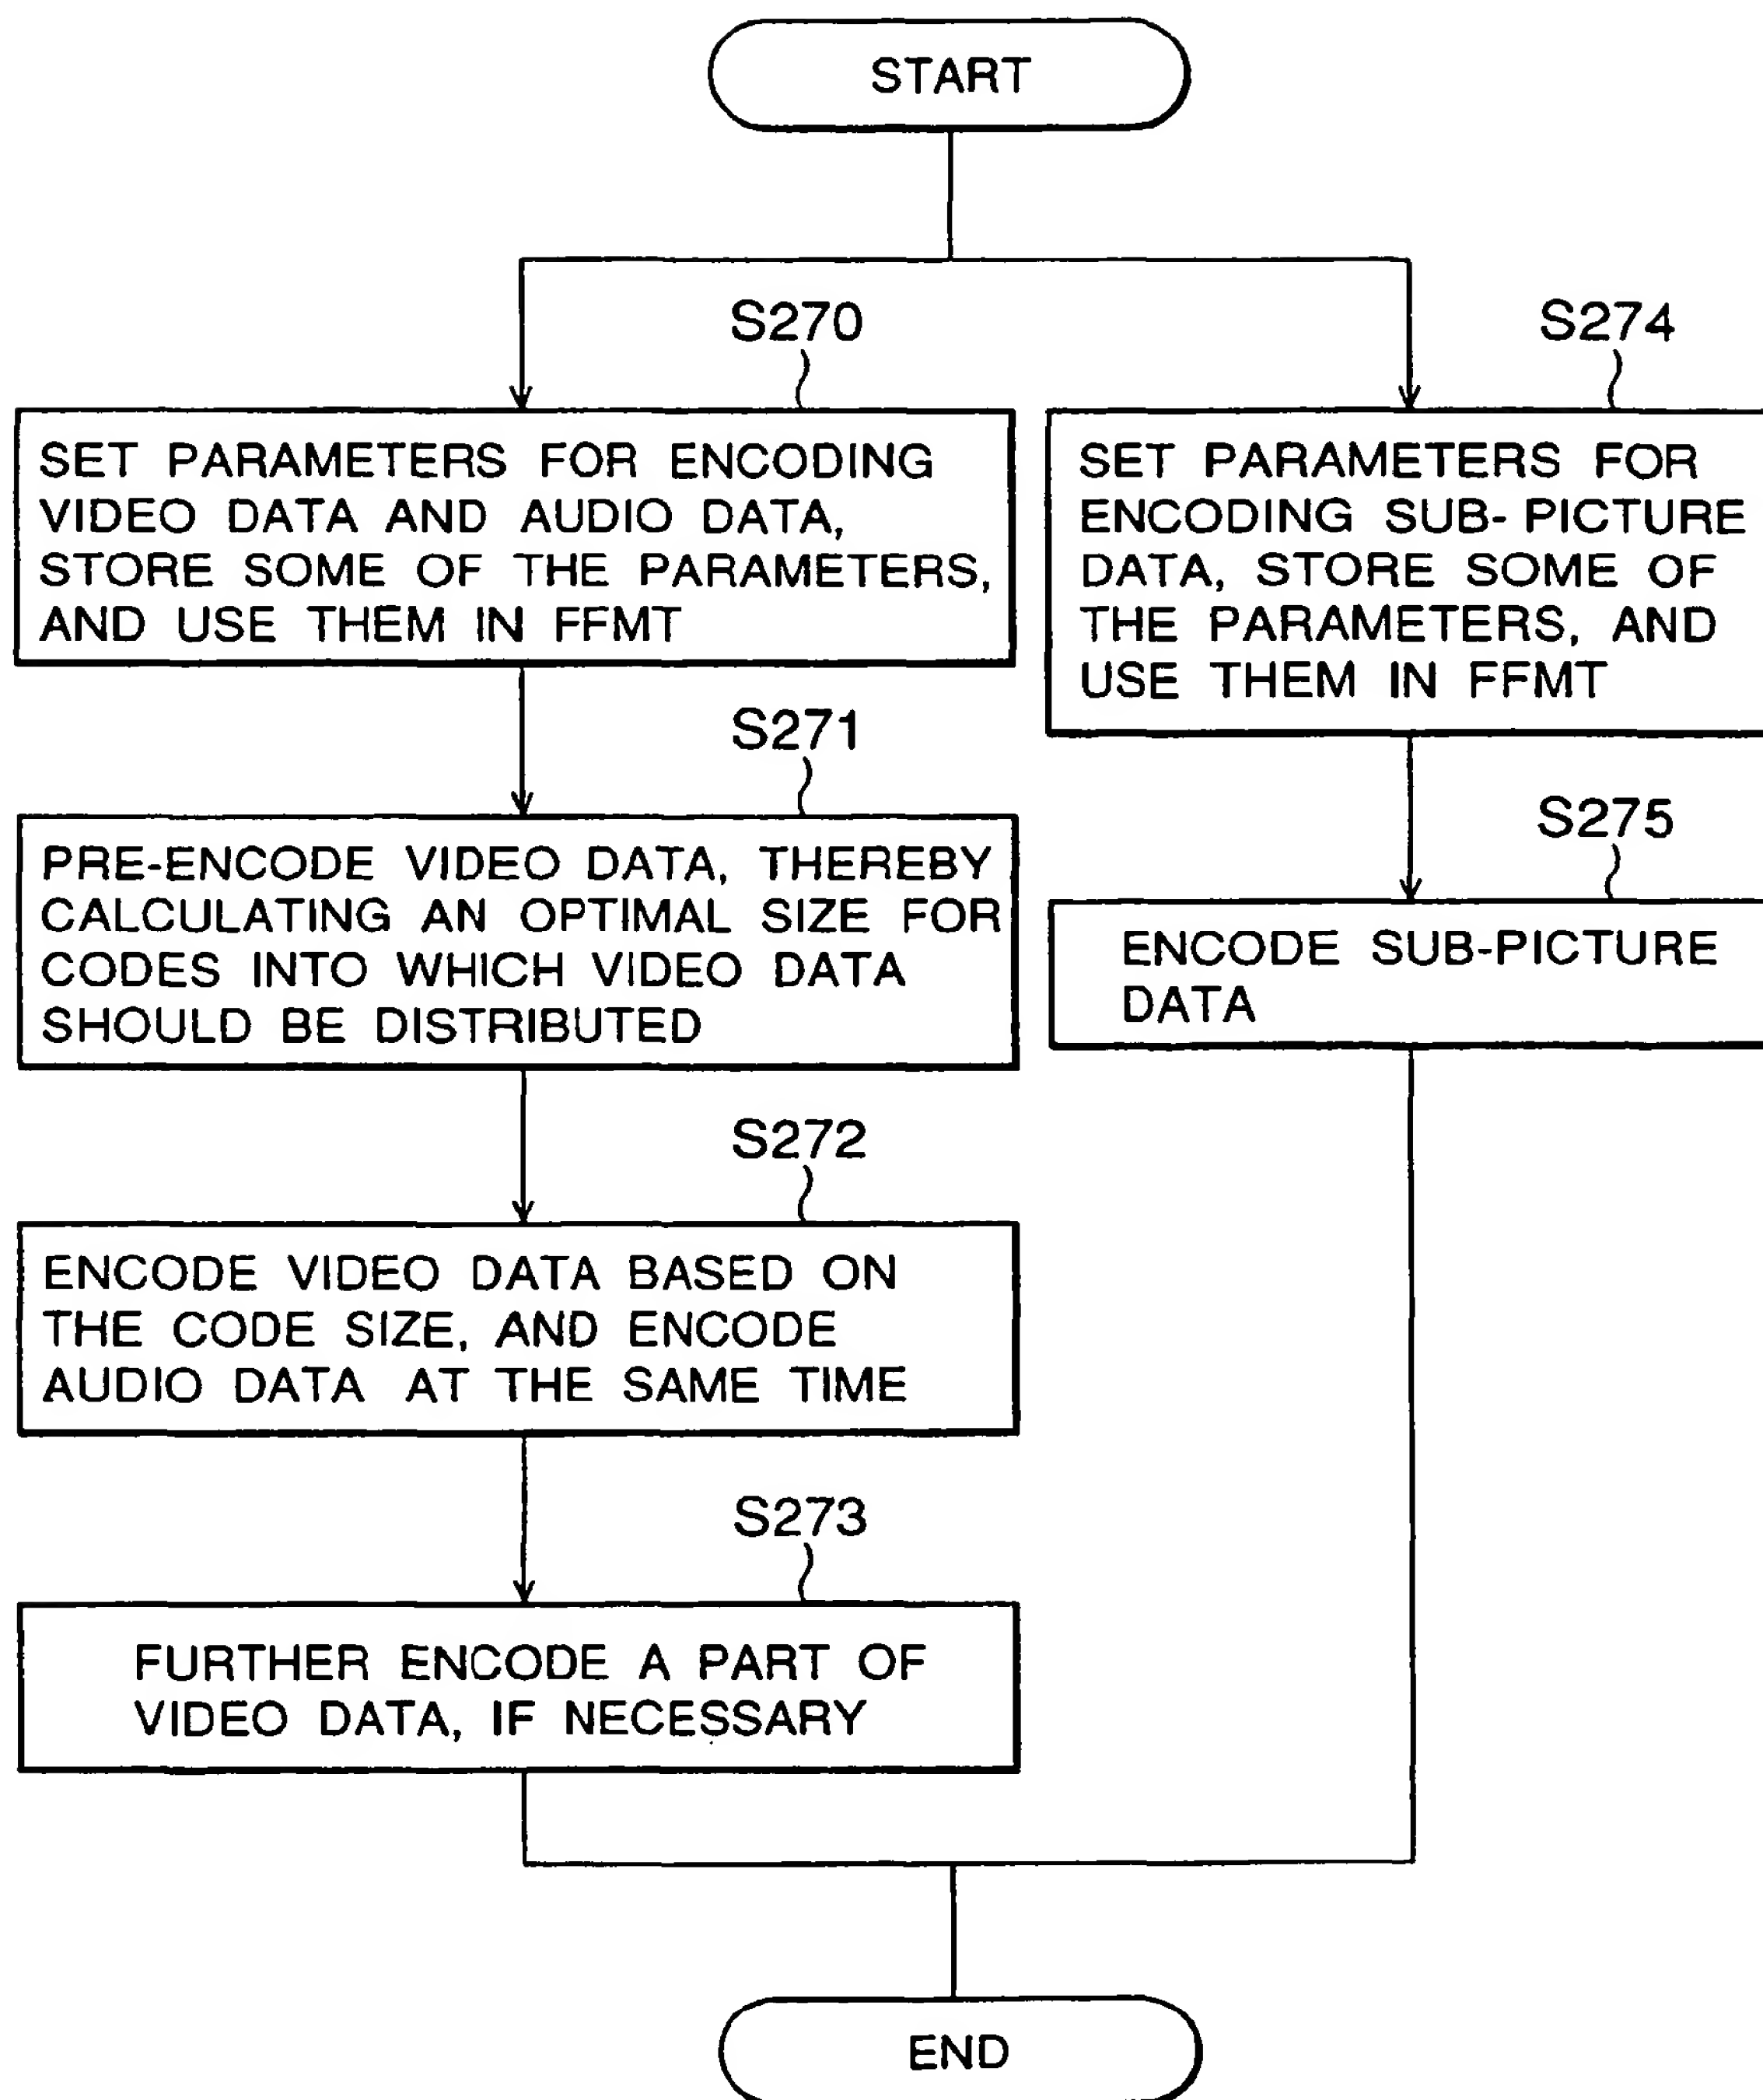 START
S270
SET PARAMETERS FOR ENCODING
VIDEO DATA AND AUDIO DATA,
STORE SOME OF THE PARAMETERS,
AND USE THEM IN FFMT
S271
PRE-ENCODE VIDEO DATA, THEREBY
CALCULATING AN OPTIMAL SIZE FOR
CODES INTO WHICH VIDEO DATA
SHOULD BE DISTRIBUTED
S272
ENCODE VIDEO DATA BASED ON
THE CODE SIZE, AND ENCODE
AUDIO DATA AT THE SAME TIME
S273
FURTHER ENCODE A PART OF
VIDEO DATA, IF NECESSARY
S274
SET PARAMETERS FOR
ENCODING SUB-PICTURE
DATA, STORE SOME OF
THE PARAMETERS, AND
USE THEM IN FFMT
S275
ENCODE SUB-PICTURE
DATA
END